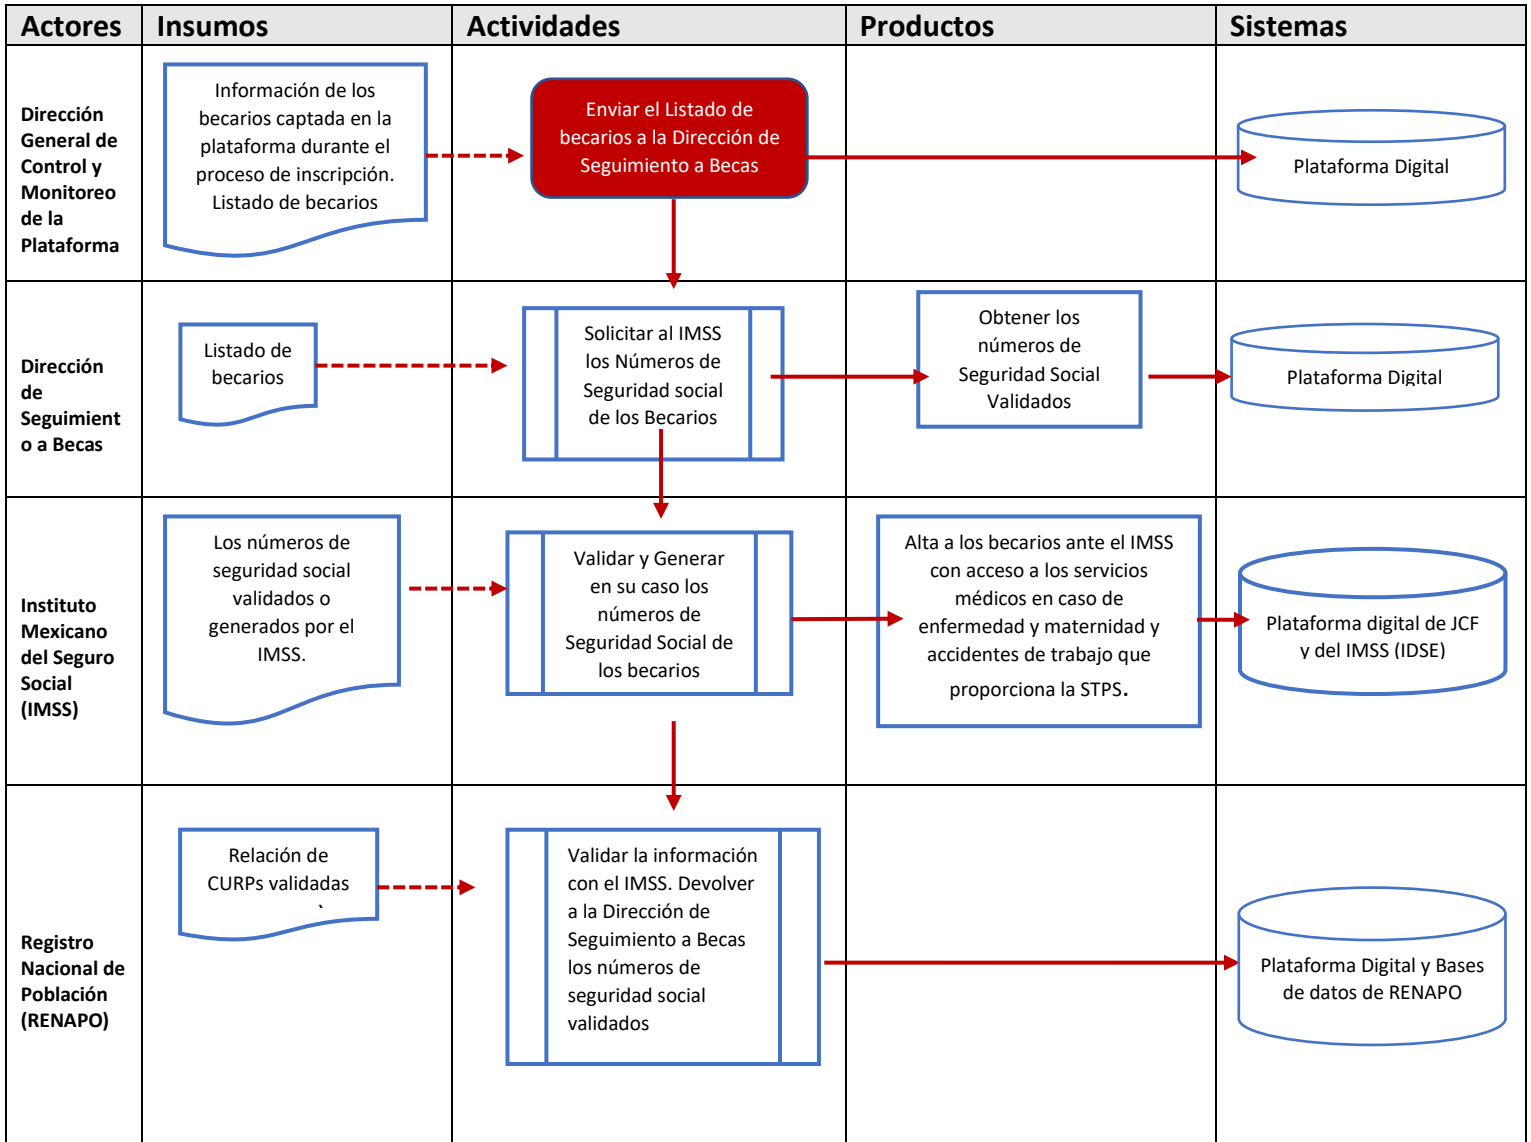 Actores
Insumos
Actividades
Productos
Sistemas
Dirección
General de
Control y
Monitoreo
de la
Plataforma
Información de los
becarios captada en la
plataforma durante el
proceso de inscripción.
Listado de becarios
Enviar el Listado de
becarios a la Dirección de
Seguimiento a Becas
Plataforma Digital
Dirección
de
Seguimient
o a Becas
Listado de
becarios
Solicitar al IMSS
los Números de
Seguridad social
de los Becarios
Obtener los
números de
Seguridad Social
Validados
Plataforma Digital
Instituto
Mexicano
del Seguro
Social
(IMSS)
Los números de
seguridad social
validados o
generados por el
IMSS.
Validar y Generar
en su caso los
números de
Seguridad Social de
los becarios
Alta a los becarios ante el IMSS
con acceso a los servicios
médicos en caso de
enfermedad y maternidad y
accidentes de trabajo que
proporciona la STPS.
Plataforma digital de JCF
y del IMSS (IDSE)
Registro
Nacional de
Población
(RENAPO)
Relación de
CURPs validadas
Validar la información
con el IMSS. Devolver
a la Dirección de
Seguimiento a Becas
los números de
seguridad social
validados
Plataforma Digital y Bases
de datos de RENAPO